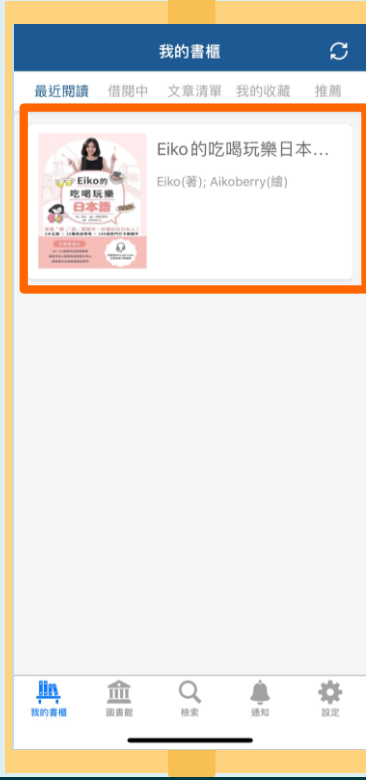 我的書櫃
最近閱讀 借閱中 文章清單 我的收藏 推薦
Eiko的吃喝玩樂日本...
Eiko(著); Aikoberry(繪)
Eiko的
吃喝玩樂
日本語
我的書櫃 圖書館 檢索 通知 設定